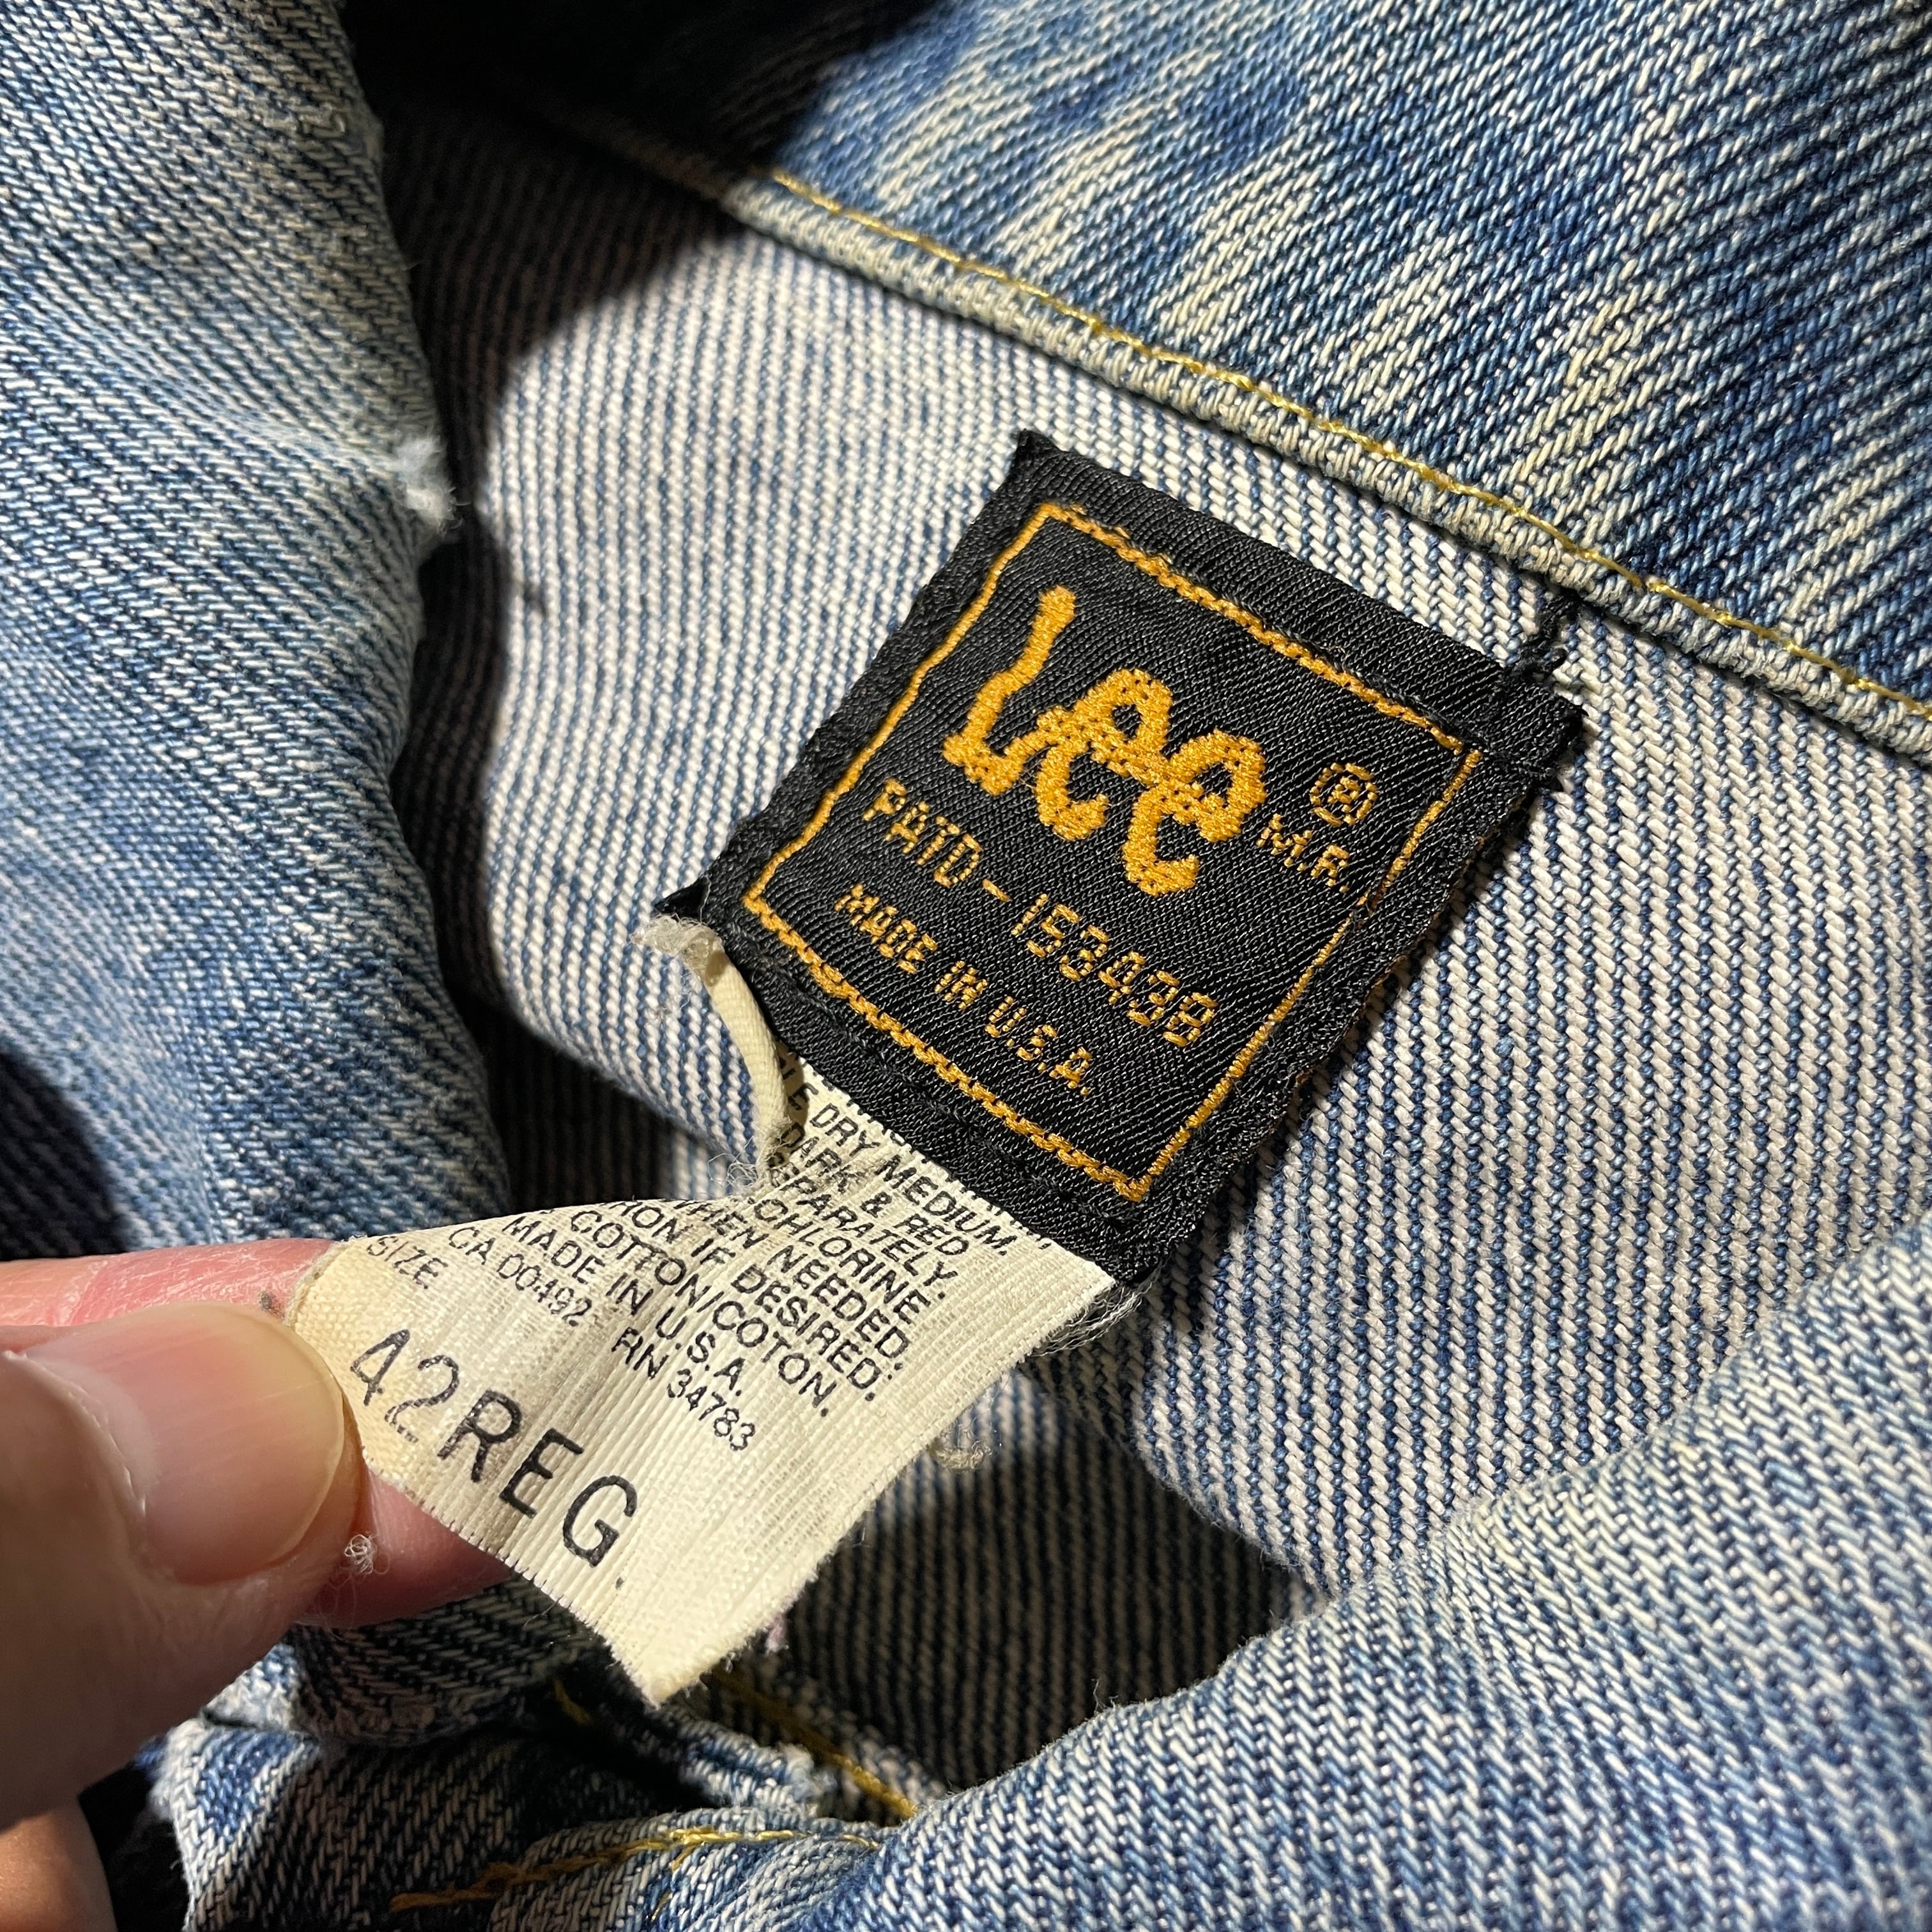 Lee
®
M.R.
PATD-153438
MADE IN U.S.A.
DRY MEDIUM.
DARK & RED
SEPARATELY.
CHLORINE.
WHEN NEEDED.
IRON IF DESIRED.
COTTON/COTON.
MADE IN U.S.A.
CA 00492 RN 34783
SIZE
42REG.